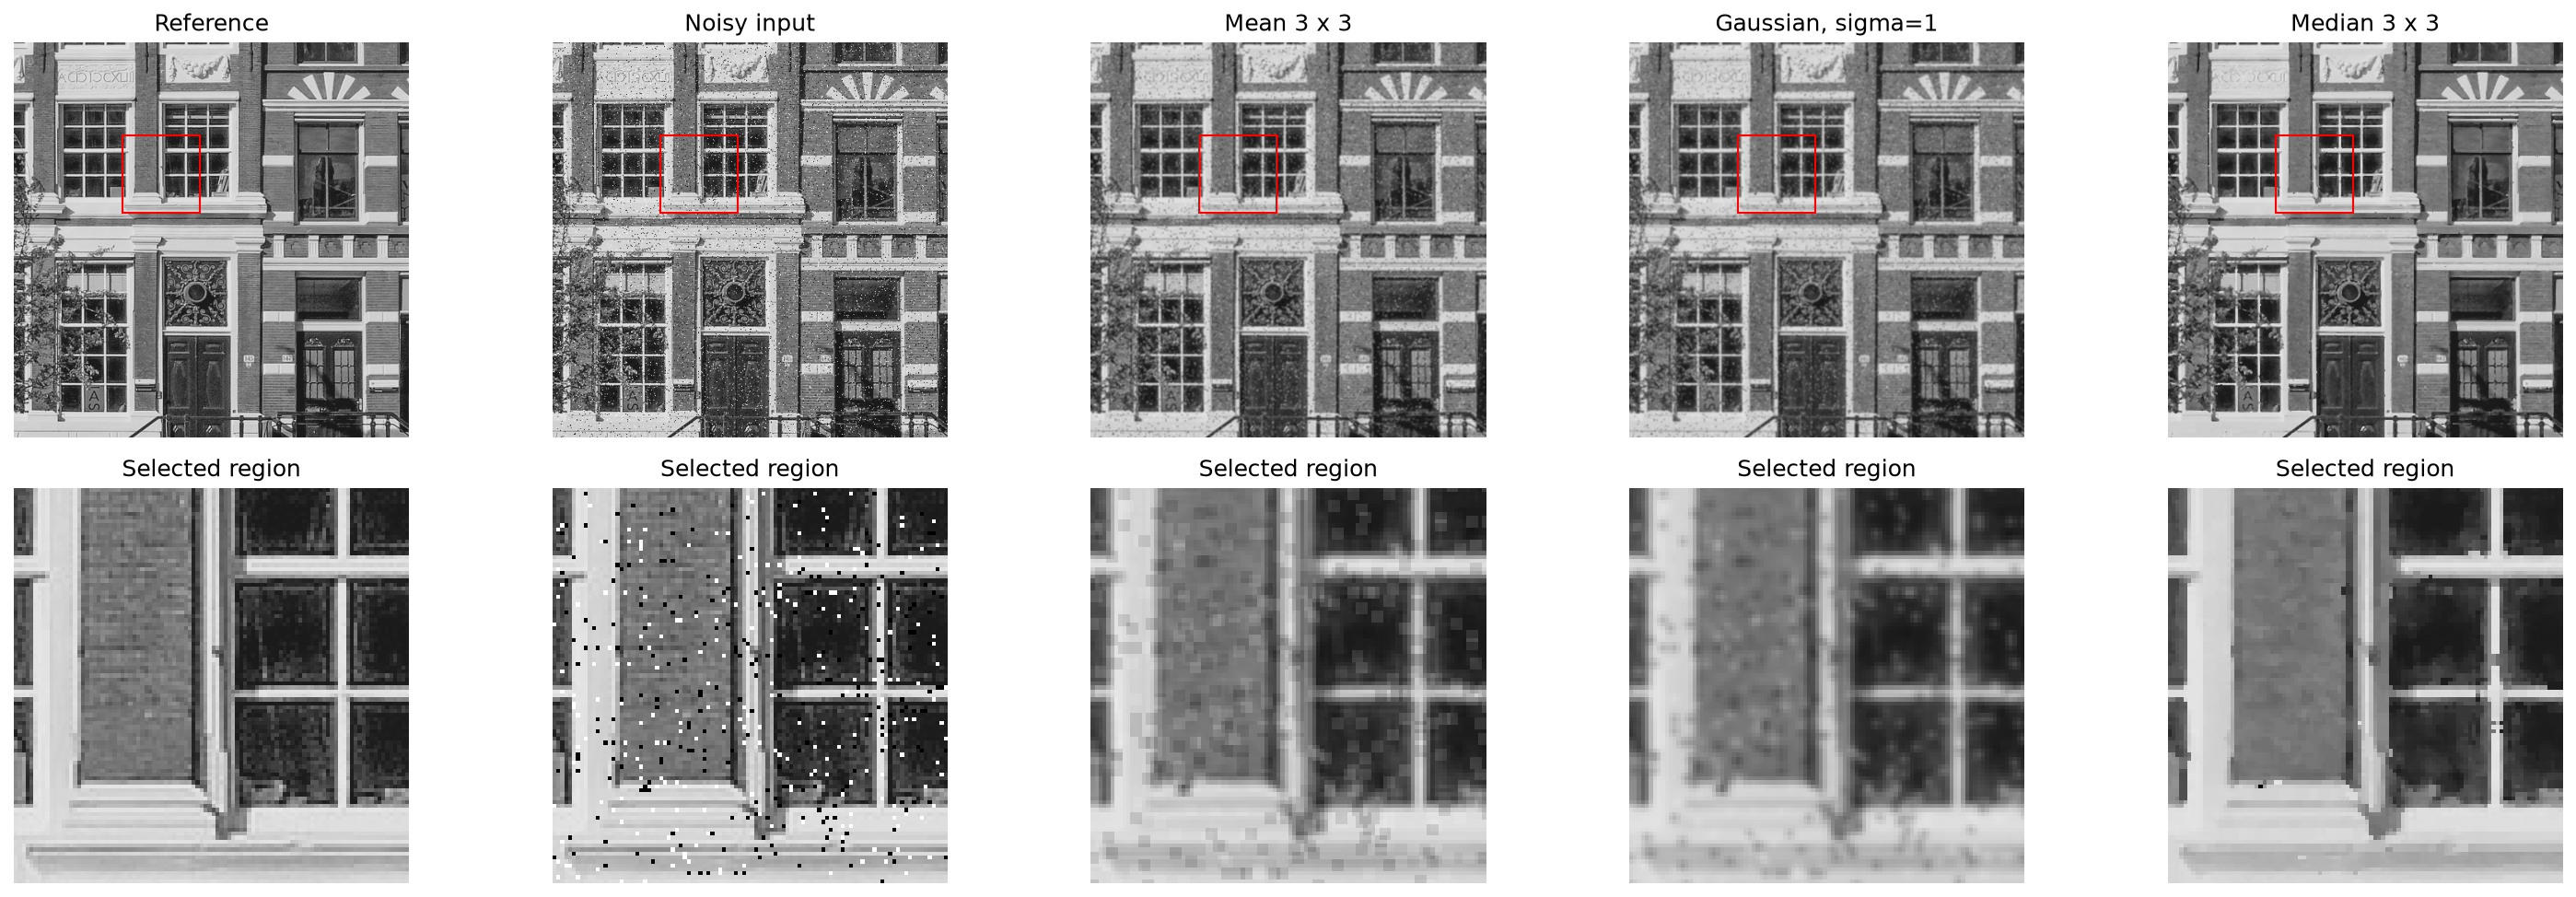 Reference
Noisy input
Mean 3 x 3
Gaussian, sigma=1
Median 3 x 3
Selected region
Selected region
Selected region
Selected region
Selected region